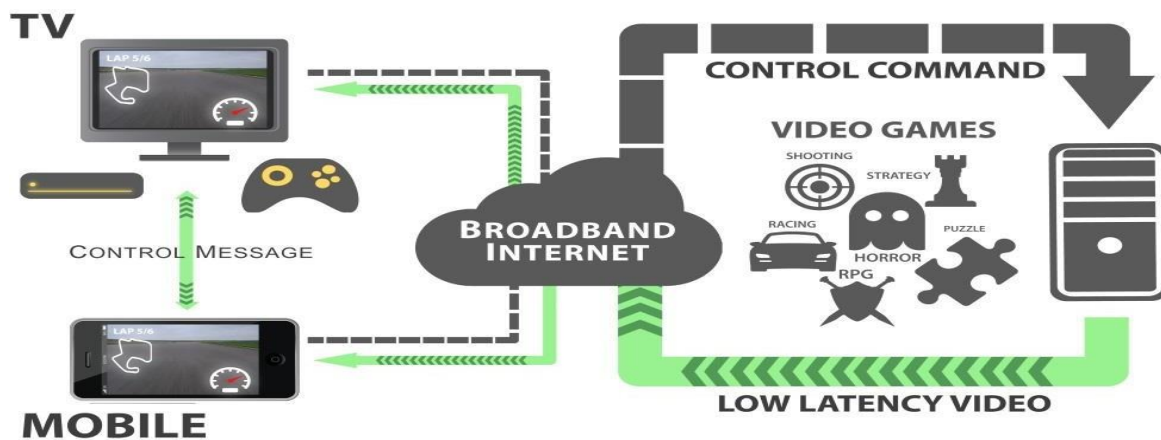 TV
LAP 5/6
CONTROL MESSAGE
LAP 5/6
MOBILE
BROADBAND
INTERNET
CONTROL COMMAND
VIDEO GAMES
SHOOTING
STRATEGY
RACING
PUZZLE
HORROR
RPG
LOW LATENCY VIDEO